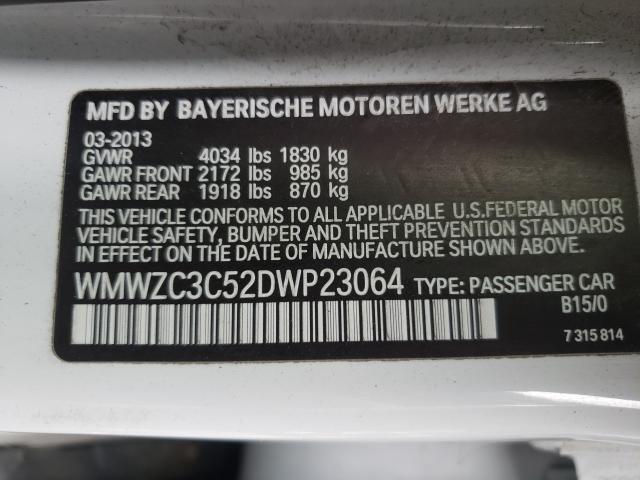 MFD BY BAYERISCHE MOTOREN WERKE AG
03-2013
GVWR 4034 lbs 1830 kg
GAWR FRONT 2172 lbs 985 kg
GAWR REAR 1918 lbs 870 kg
THIS VEHICLE CONFORMS TO ALL APPLICABLE U.S.FEDERAL MOTOR
VEHICLE SAFETY, BUMPER AND THEFT PREVENTION STANDARDS
IN EFFECT ON THE DATE OF MANUFACTURE SHOWN ABOVE.
WMWZC3C52DWP23064 TYPE: PASSENGER CAR
B15/0
7 315 814